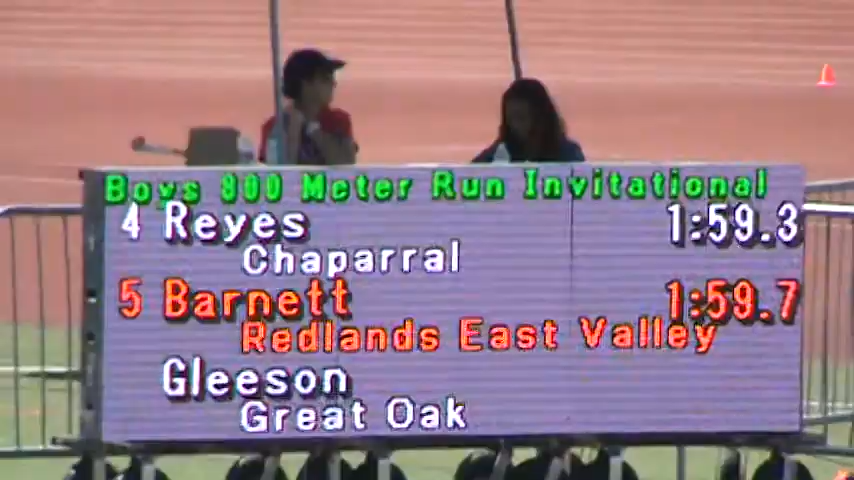 Boys 800 Meter Run Invitational
4 Reyes 1:59.3
Chaparral
5 Barnett 1:59.7
Redlands East Valley
Gleeson
Great Oak